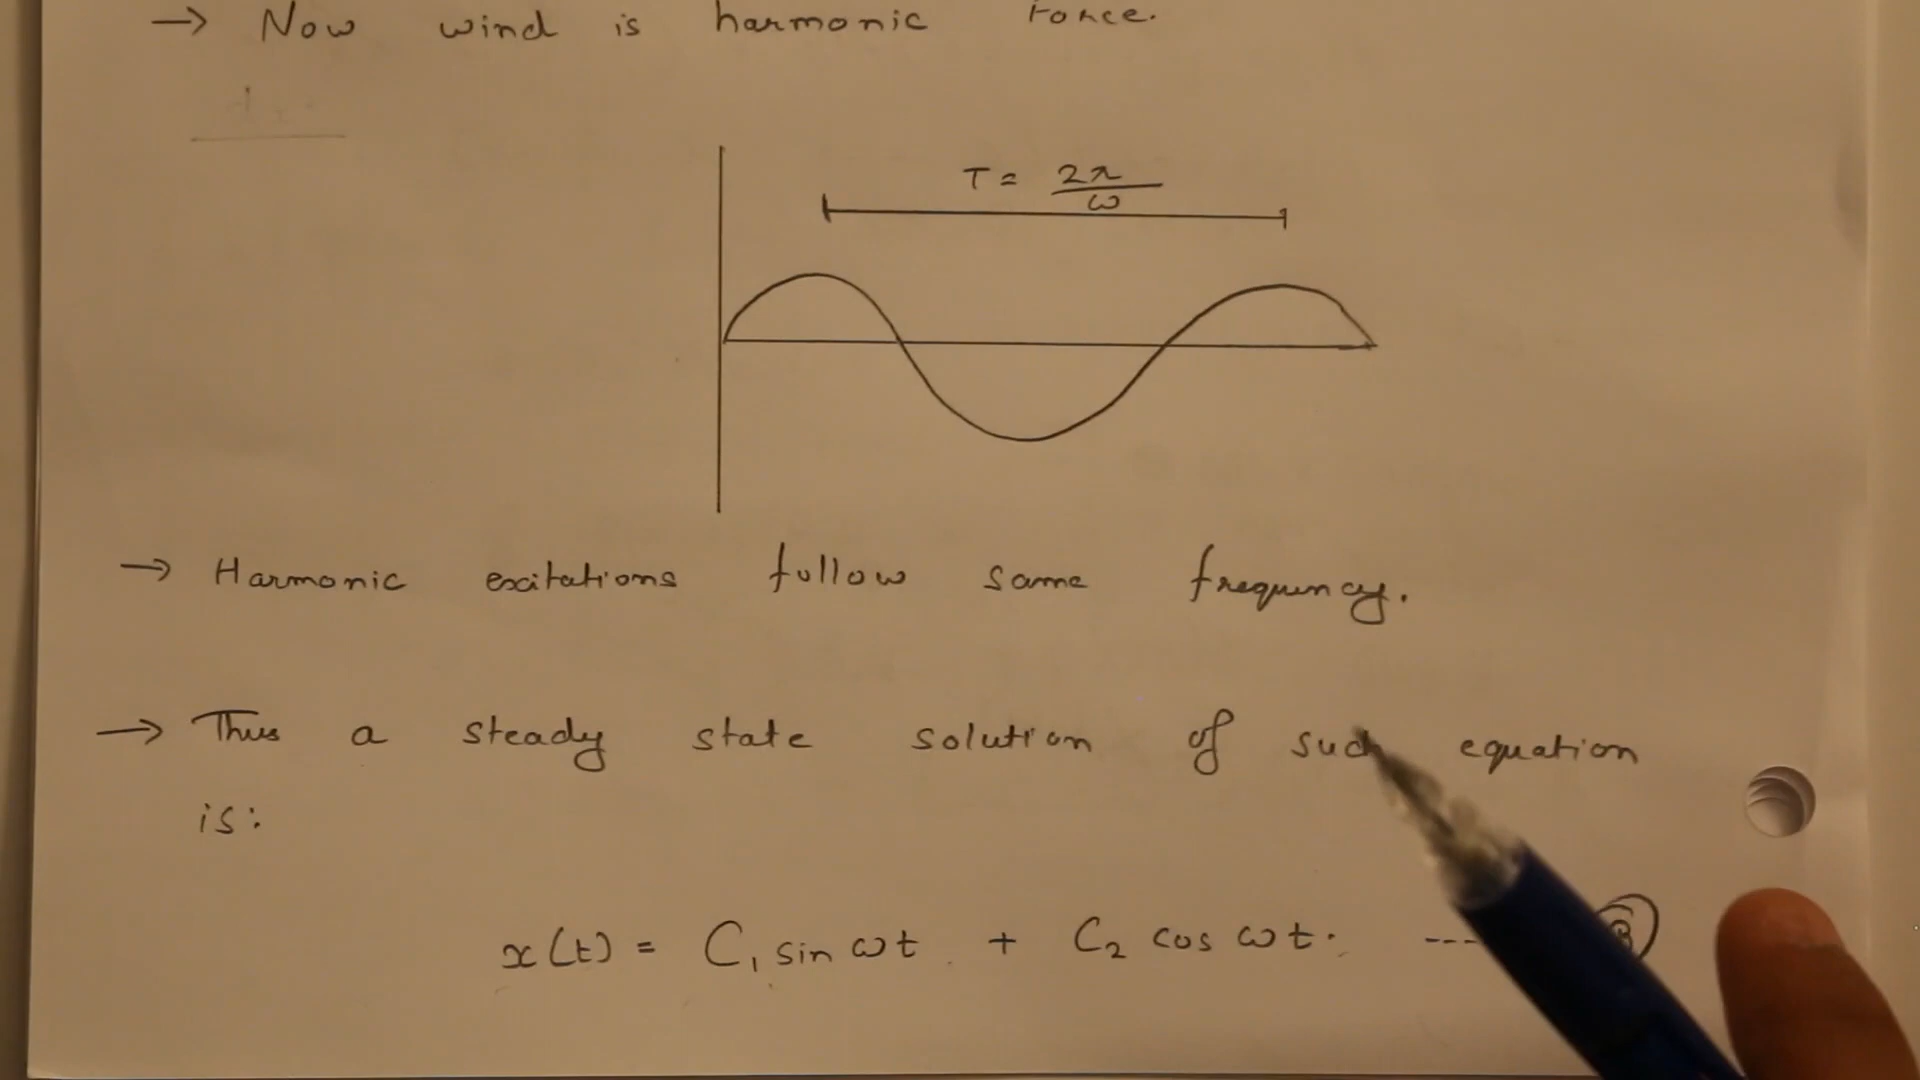 → Now wind is harmonic Force.
T = 2π/ω
→ Harmonic excitations follow same frequency.
→ Thus a steady state solution of such equation
is:
x(t) = C₁ sin ωt + C₂ cos ωt. ---